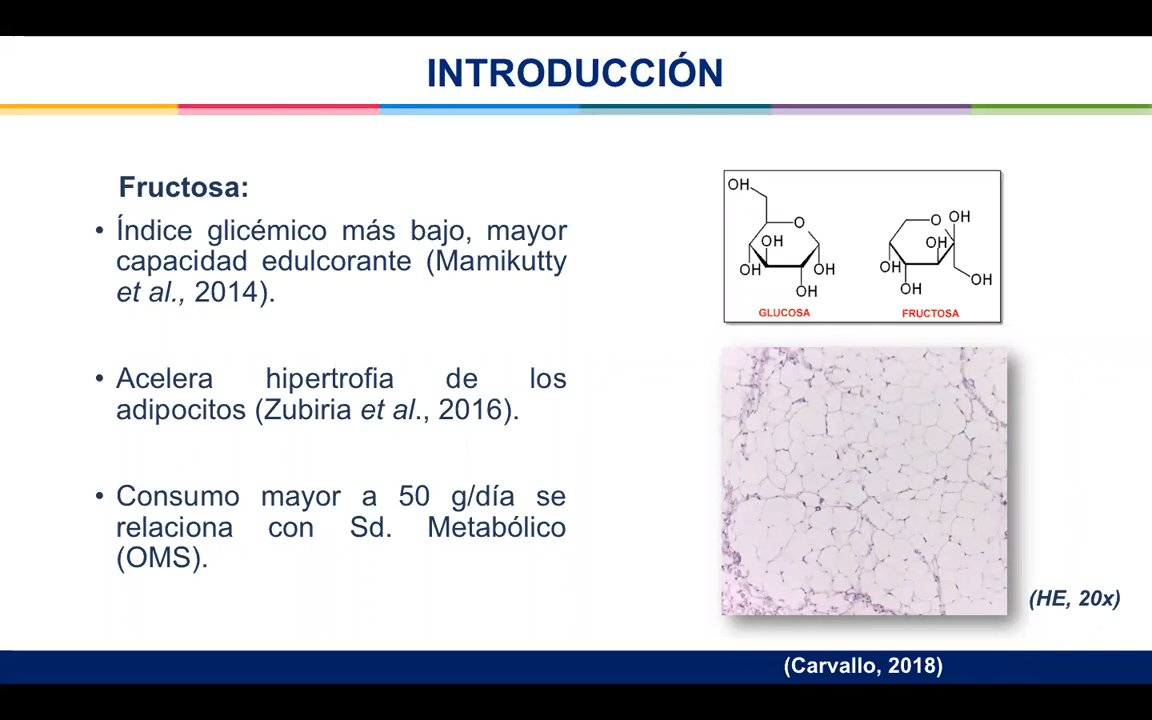 INTRODUCCIÓN
Fructosa:
• Índice glicémico más bajo, mayor
capacidad edulcorante (Mamikutty
et al., 2014).
• Acelera hipertrofia de los
adipocitos (Zubiria et al., 2016).
• Consumo mayor a 50 g/día se
relaciona con Sd. Metabólico
(OMS).
OH
O
OH
OH
OH
OH
GLUCOSA
O
OH
OH
OH
OH
OH
FRUCTOSA
(HE, 20x)
(Carvallo, 2018)